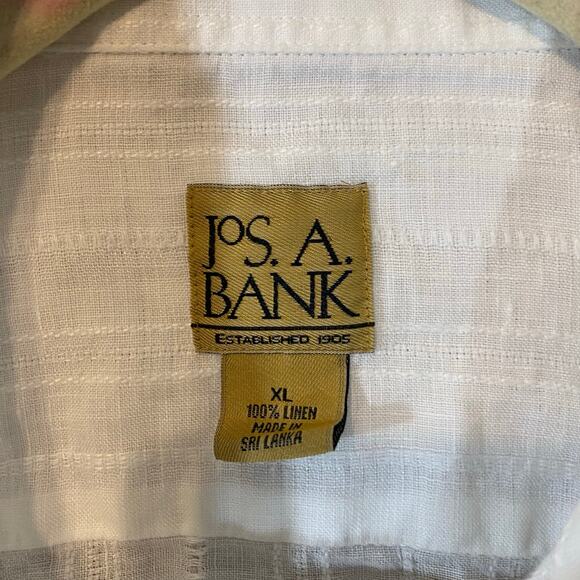 JOS. A.
BANK
ESTABLISHED 1905
XL
100% LINEN
MADE IN
SRI LANKA